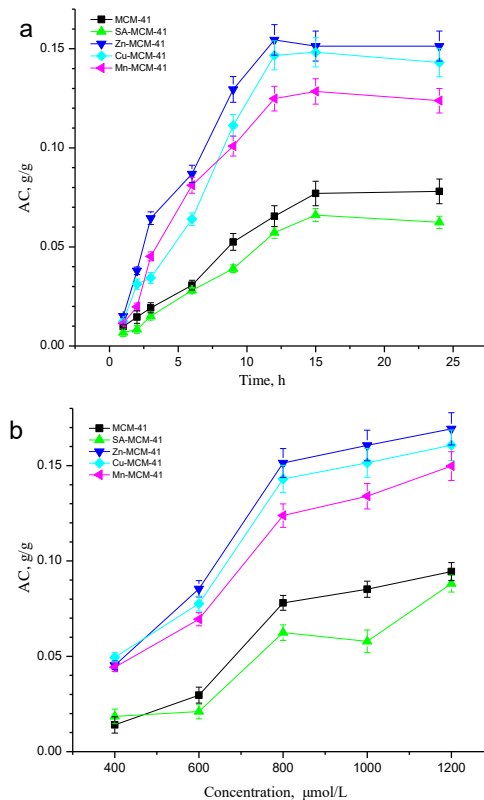 a
MCM-41
SA-MCM-41
Zn-MCM-41
Cu-MCM-41
Mn-MCM-41
0.15
0.10
0.05
0.00
AC, g/g
0 5 10 15 20 25
Time, h
b
MCM-41
SA-MCM-41
Zn-MCM-41
Cu-MCM-41
Mn-MCM-41
0.15
0.10
0.05
0.00
AC, g/g
400 600 800 1000 1200
Concentration, μmol/L